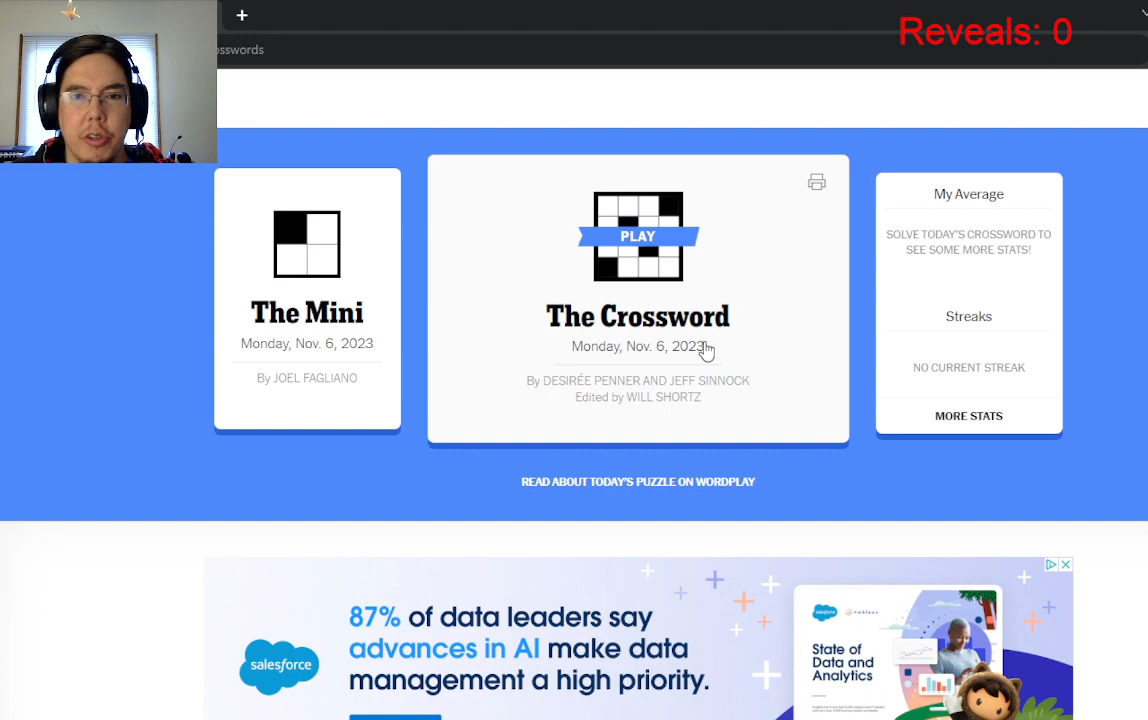 Reveals: 0
osswords
PLAY
The Mini
Monday, Nov. 6, 2023
By JOEL FAGLIANO
The Crossword
Monday, Nov. 6, 2023
By DESIRÉE PENNER AND JEFF SINNOCK
Edited by WILL SHORTZ
My Average
SOLVE TODAY'S CROSSWORD TO
SEE SOME MORE STATS!
Streaks
NO CURRENT STREAK
MORE STATS
READ ABOUT TODAY'S PUZZLE ON WORDPLAY
salesforce
87% of data leaders say
advances in AI make data
management a high priority.
State of
Data and
Analytics